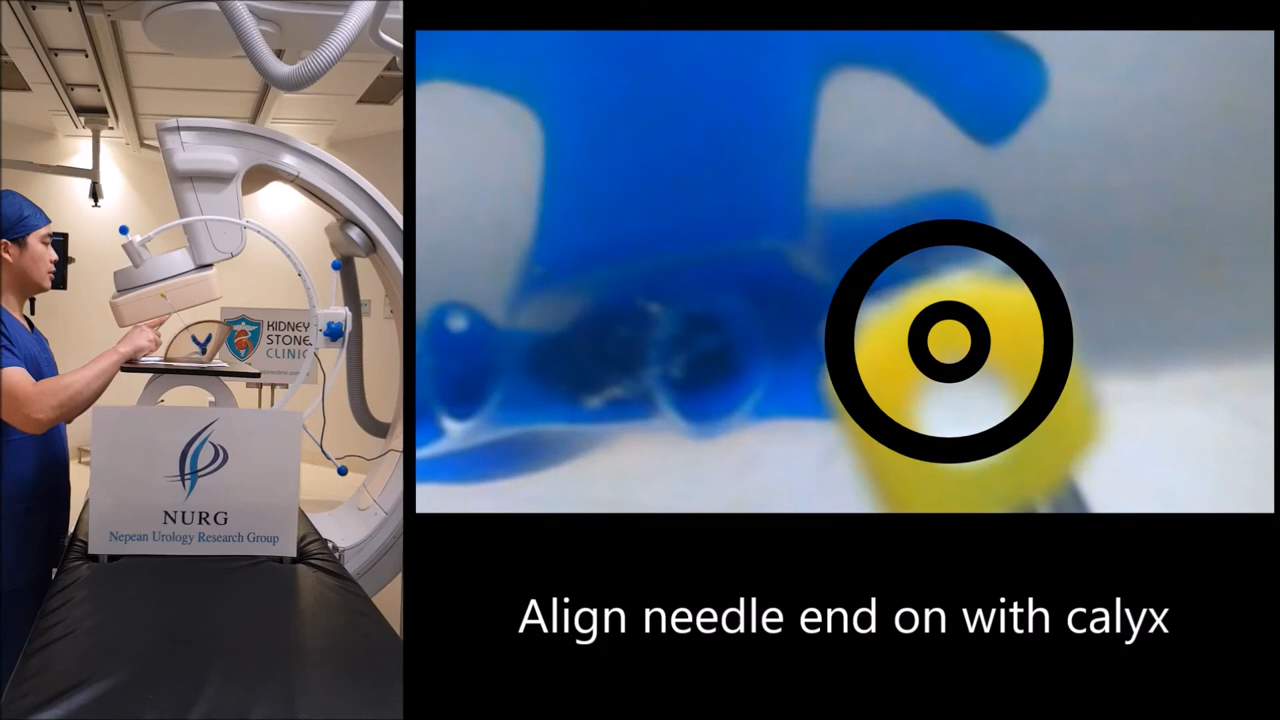 KIDNEY
STONE
CLINIC
NURG
Nepean Urology Research Group
Align needle end on with calyx